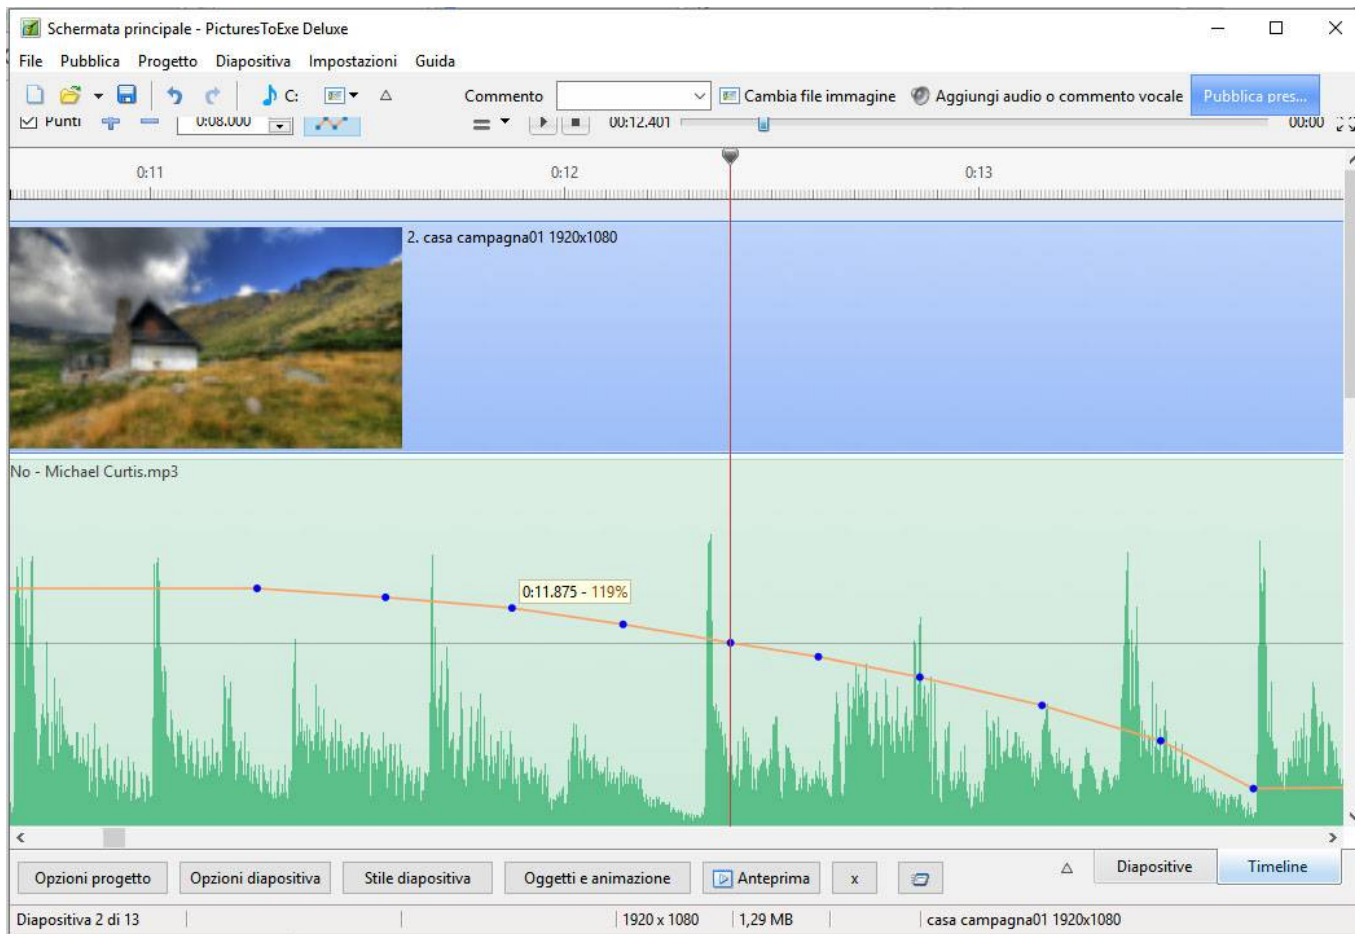 Schermata principale - PicturesToExe Deluxe
File Pubblica Progetto Diapositiva Impostazioni Guida
C: Commento Cambia file immagine Aggiungi audio o commento vocale Pubblica pres...
Punti 0:08.000 00:12.401 00:00
0:11 0:12 0:13
2. casa campagna01 1920x1080
No - Michael Curtis.mp3
0:11.875 - 119%
Opzioni progetto Opzioni diapositiva Stile diapositiva Oggetti e animazione Anteprima x Diapositive Timeline
Diapositiva 2 di 13 1920 x 1080 1,29 MB casa campagna01 1920x1080